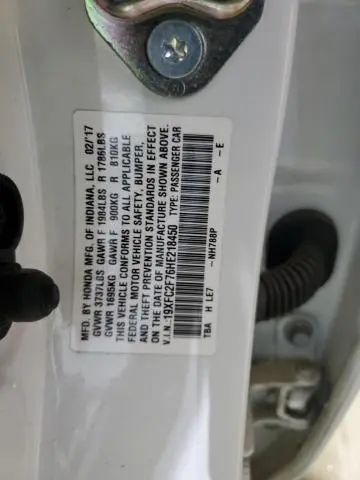 MFD. BY HONDA MFG. OF INDIANA, LLC 02/'17
GVWR 3737LBS GAWR F 1984LBS R 1786LBS
GVWR 1695KG GAWR F 900KG R 810KG
THIS VEHICLE CONFORMS TO ALL APPLICABLE
FEDERAL MOTOR VEHICLE SAFETY, BUMPER,
AND THEFT PREVENTION STANDARDS IN EFFECT
ON THE DATE OF MANUFACTURE SHOWN ABOVE.
V.I.N.:19XFC2F76HE218450 TYPE: PASSENGER CAR
-NH788P -A -E
TBA H LE7